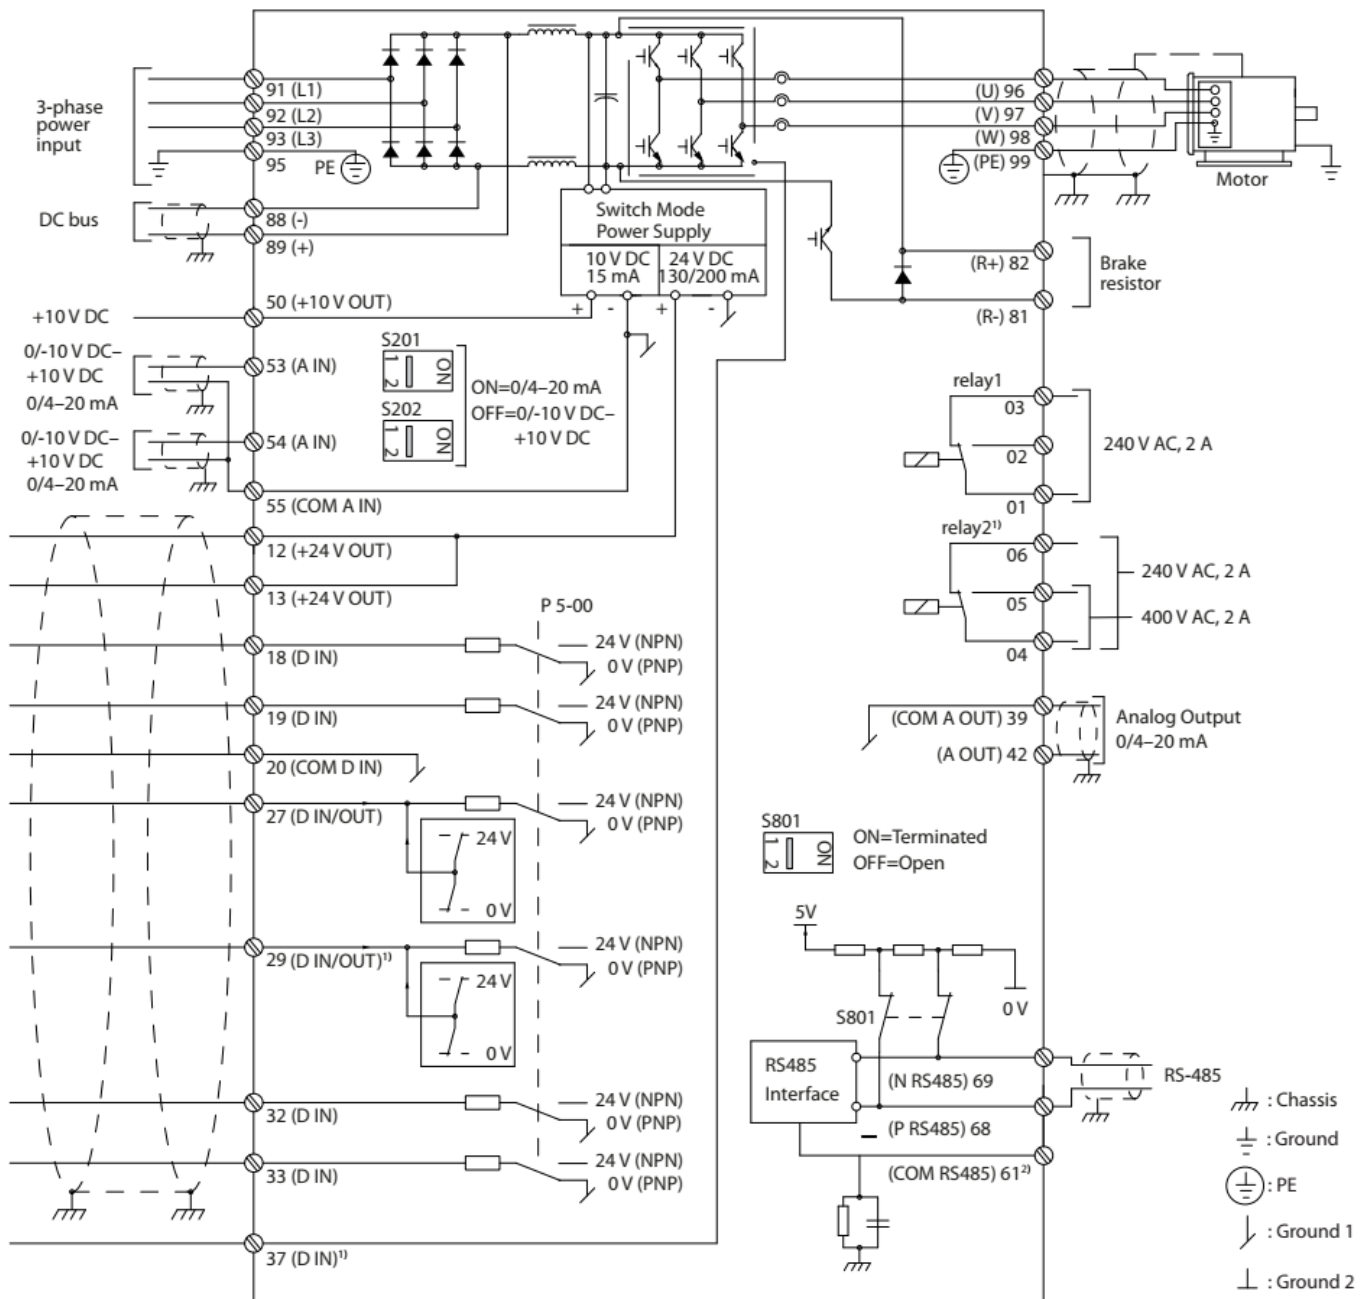 3-phase
power
input
91 (L1)
92 (L2)
93 (L3)
95
PE
DC bus
88 (-)
89 (+)
+10 V DC
50 (+10 V OUT)
0/-10 V DC–
+10 V DC
0/4–20 mA
53 (A IN)
0/-10 V DC–
+10 V DC
0/4–20 mA
54 (A IN)
55 (COM A IN)
12 (+24 V OUT)
13 (+24 V OUT)
18 (D IN)
19 (D IN)
20 (COM D IN)
27 (D IN/OUT)
29 (D IN/OUT)¹⁾
32 (D IN)
33 (D IN)
37 (D IN)¹⁾
Switch Mode
Power Supply
10 V DC
15 mA
24 V DC
130/200 mA
+ - + -
S201
1 2 ON
S202
1 2 ON
ON=0/4–20 mA
OFF=0/-10 V DC–
+10 V DC
P 5-00
24 V (NPN)
0 V (PNP)
24 V (NPN)
0 V (PNP)
24 V (NPN)
0 V (PNP)
24 V
0 V
24 V (NPN)
0 V (PNP)
24 V
0 V
24 V (NPN)
0 V (PNP)
24 V (NPN)
0 V (PNP)
(U) 96
(V) 97
(W) 98
(PE) 99
Motor
(R+) 82
(R-) 81
Brake
resistor
relay1
03
02
01
240 V AC, 2 A
relay2¹⁾
06
05
04
240 V AC, 2 A
400 V AC, 2 A
(COM A OUT) 39
(A OUT) 42
Analog Output
0/4–20 mA
S801
1 2 ON
ON=Terminated
OFF=Open
5V
S801
0 V
RS485
Interface
(N RS485) 69
(P RS485) 68
(COM RS485) 61²⁾
RS-485
: Chassis
: Ground
: PE
: Ground 1
: Ground 2